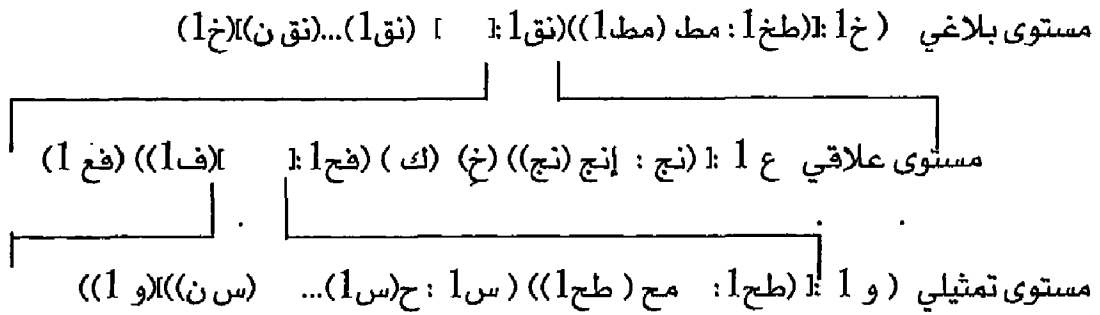 مستوى بلاغي ( خ1 :[(طخ1 : مط (مط1))(نق1 :[ ] (نق1)...(نق ن)](خ1)
مستوى علاقي ع 1 :[ (نج : إنج (نج)) (خ) (ك) (فح1 :[ ](ف1)) (فع 1)
مستوى تمثيلي ( و 1 :[ (طح1: مح ( طح1)) ( س1 : ح(س1)... (س ن))](و 1))